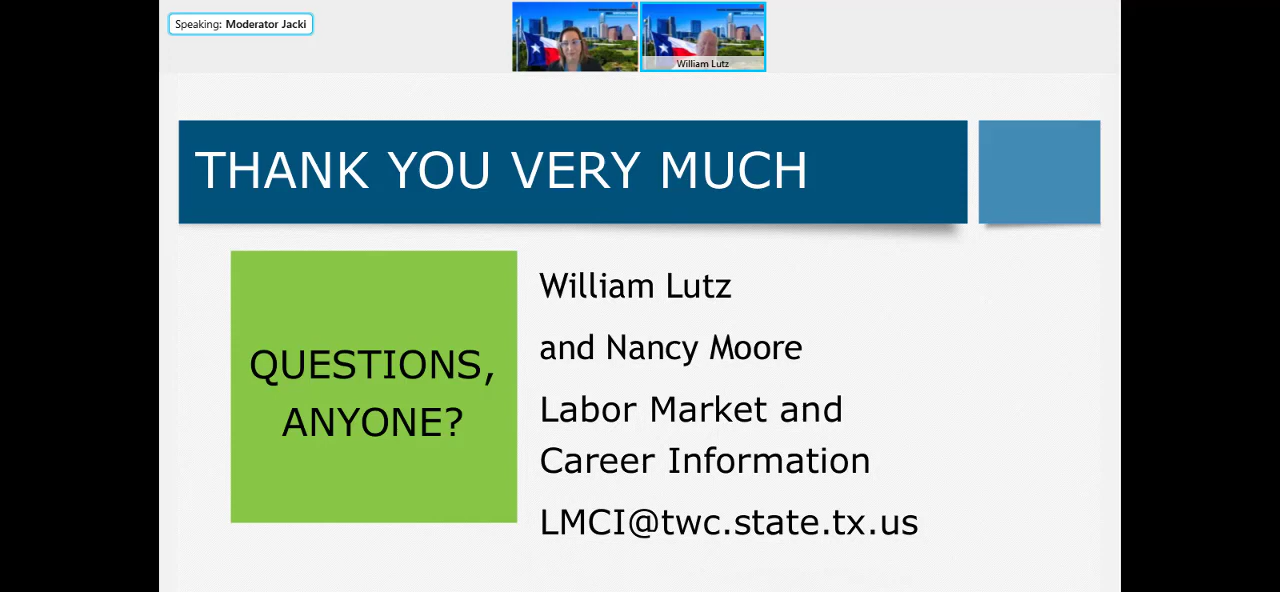 Speaking: Moderator Jacki
William Lutz
THANK YOU VERY MUCH
QUESTIONS,
ANYONE?
William Lutz
and Nancy Moore
Labor Market and
Career Information
LMCI@twc.state.tx.us